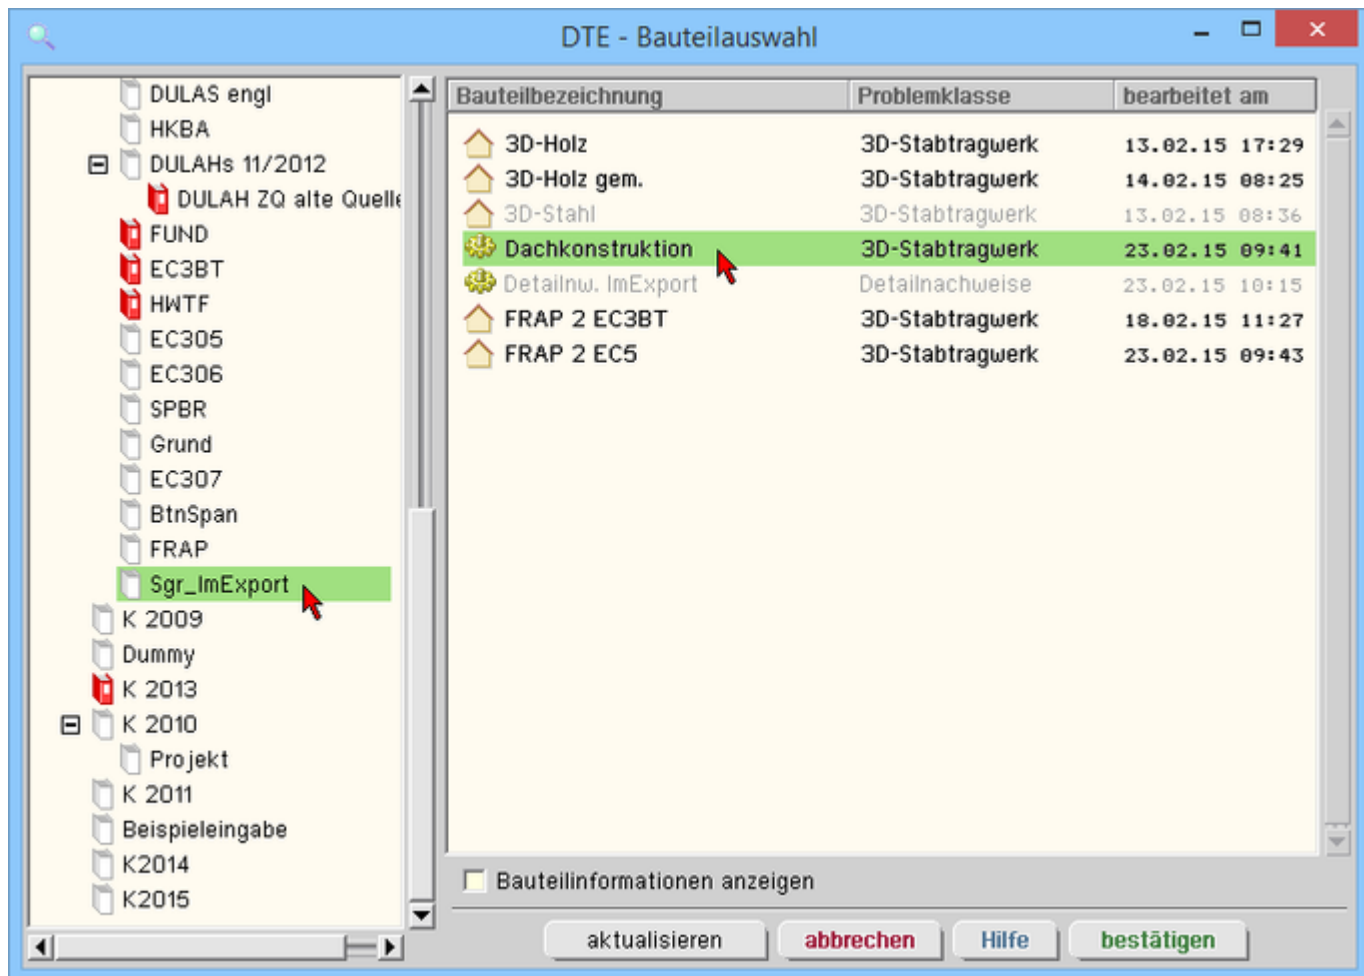 DTE - Bauteilauswahl
DULAS engl
HKBA
DULAHs 11/2012
DULAH ZQ alte Quelle
FUND
EC3BT
HWTF
EC305
EC306
SPBR
Grund
EC307
BtnSpan
FRAP
Sgr_ImExport
K 2009
Dummy
K 2013
K 2010
Projekt
K 2011
Beispieleingabe
K2014
K2015
Bauteilbezeichnung Problemklasse bearbeitet am
3D-Holz 3D-Stabtragwerk 13.02.15 17:29
3D-Holz gem. 3D-Stabtragwerk 14.02.15 08:25
3D-Stahl 3D-Stabtragwerk 13.02.15 08:36
Dachkonstruktion 3D-Stabtragwerk 23.02.15 09:41
Detailnw. ImExport Detailnachweise 23.02.15 10:15
FRAP 2 EC3BT 3D-Stabtragwerk 18.02.15 11:27
FRAP 2 EC5 3D-Stabtragwerk 23.02.15 09:43
Bauteilinformationen anzeigen
aktualisieren abbrechen Hilfe bestätigen